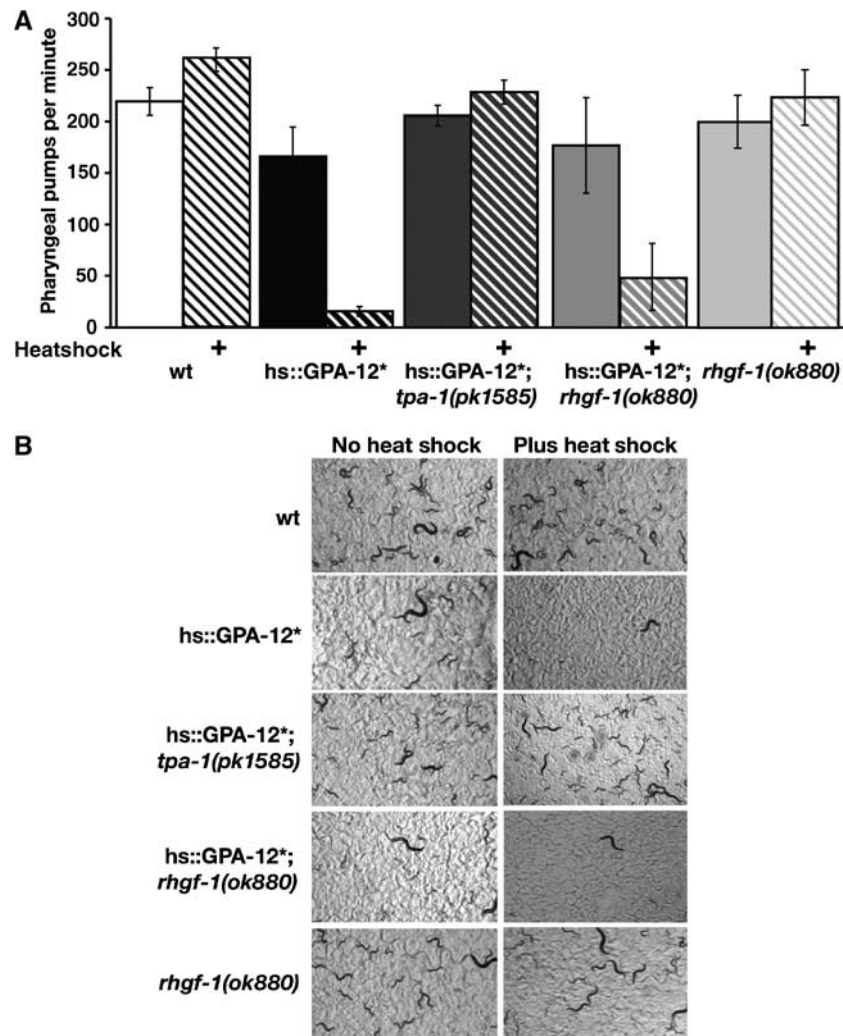 A
Pharyngeal pumps per minute
300
250
200
150
100
50
0
Heatshock + + + + +
wt
hs::GPA-12*
hs::GPA-12*;
tpa-1(pk1585)
hs::GPA-12*;
rhgf-1(ok880)
rhgf-1(ok880)
B
No heat shock Plus heat shock
wt
hs::GPA-12*
hs::GPA-12*;
tpa-1(pk1585)
hs::GPA-12*;
rhgf-1(ok880)
rhgf-1(ok880)